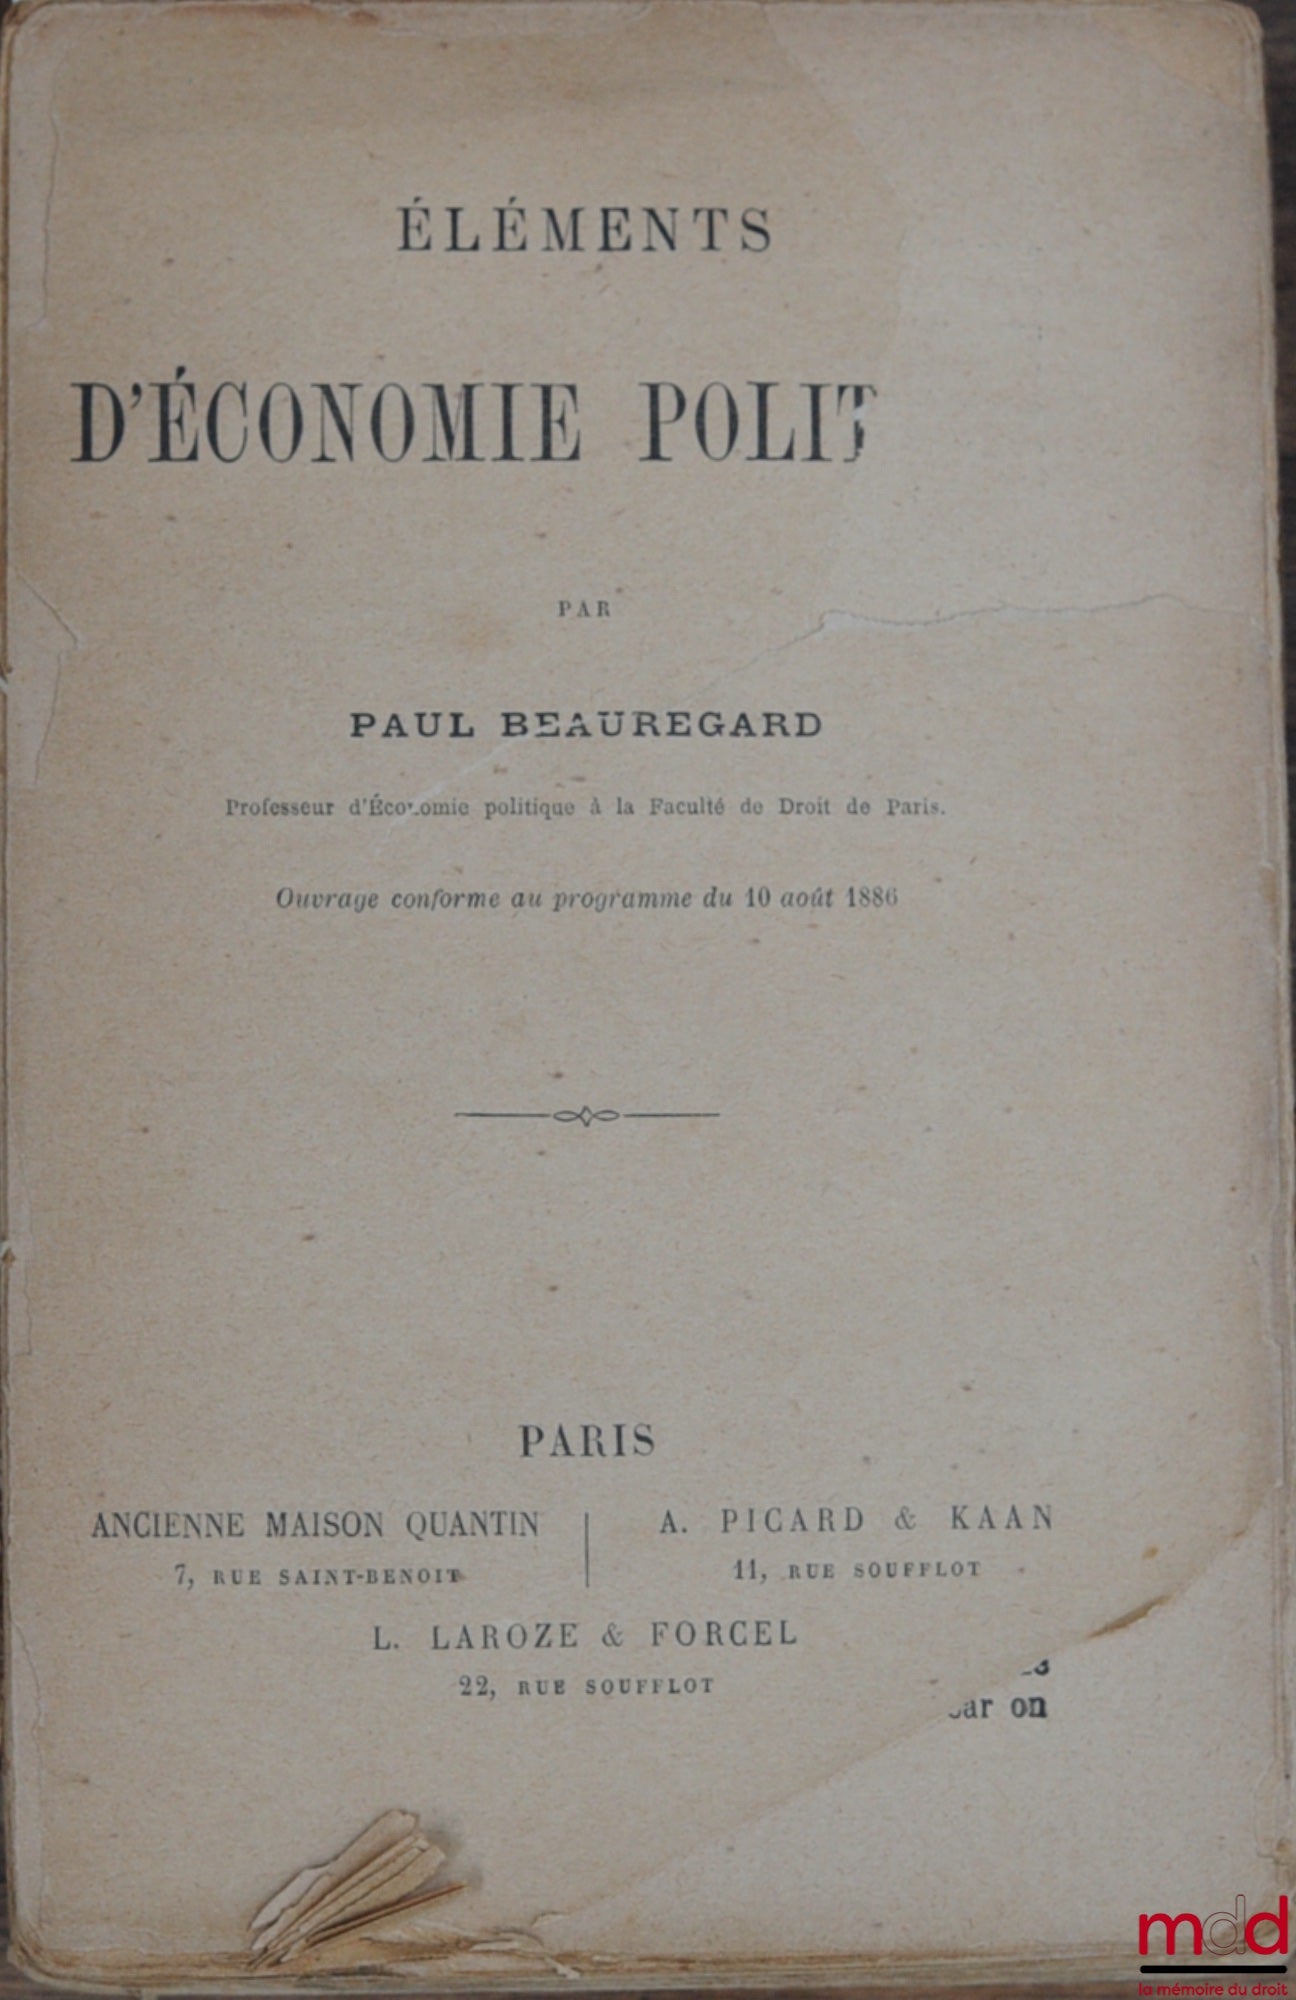 ÉLÉMENTS
D'ÉCONOMIE POLIT
PAR
PAUL BEAUREGARD
Professeur d'Économie politique à la Faculté de Droit de Paris.
Ouvrage conforme au programme du 10 août 1886
PARIS
ANCIENNE MAISON QUANTIN
7, RUE SAINT-BENOIT
A. PICARD & KAAN
11, RUE SOUFFLOT
L. LAROZE & FORCEL
22, RUE SOUFFLOT
on
mdd
la mémoire du droit